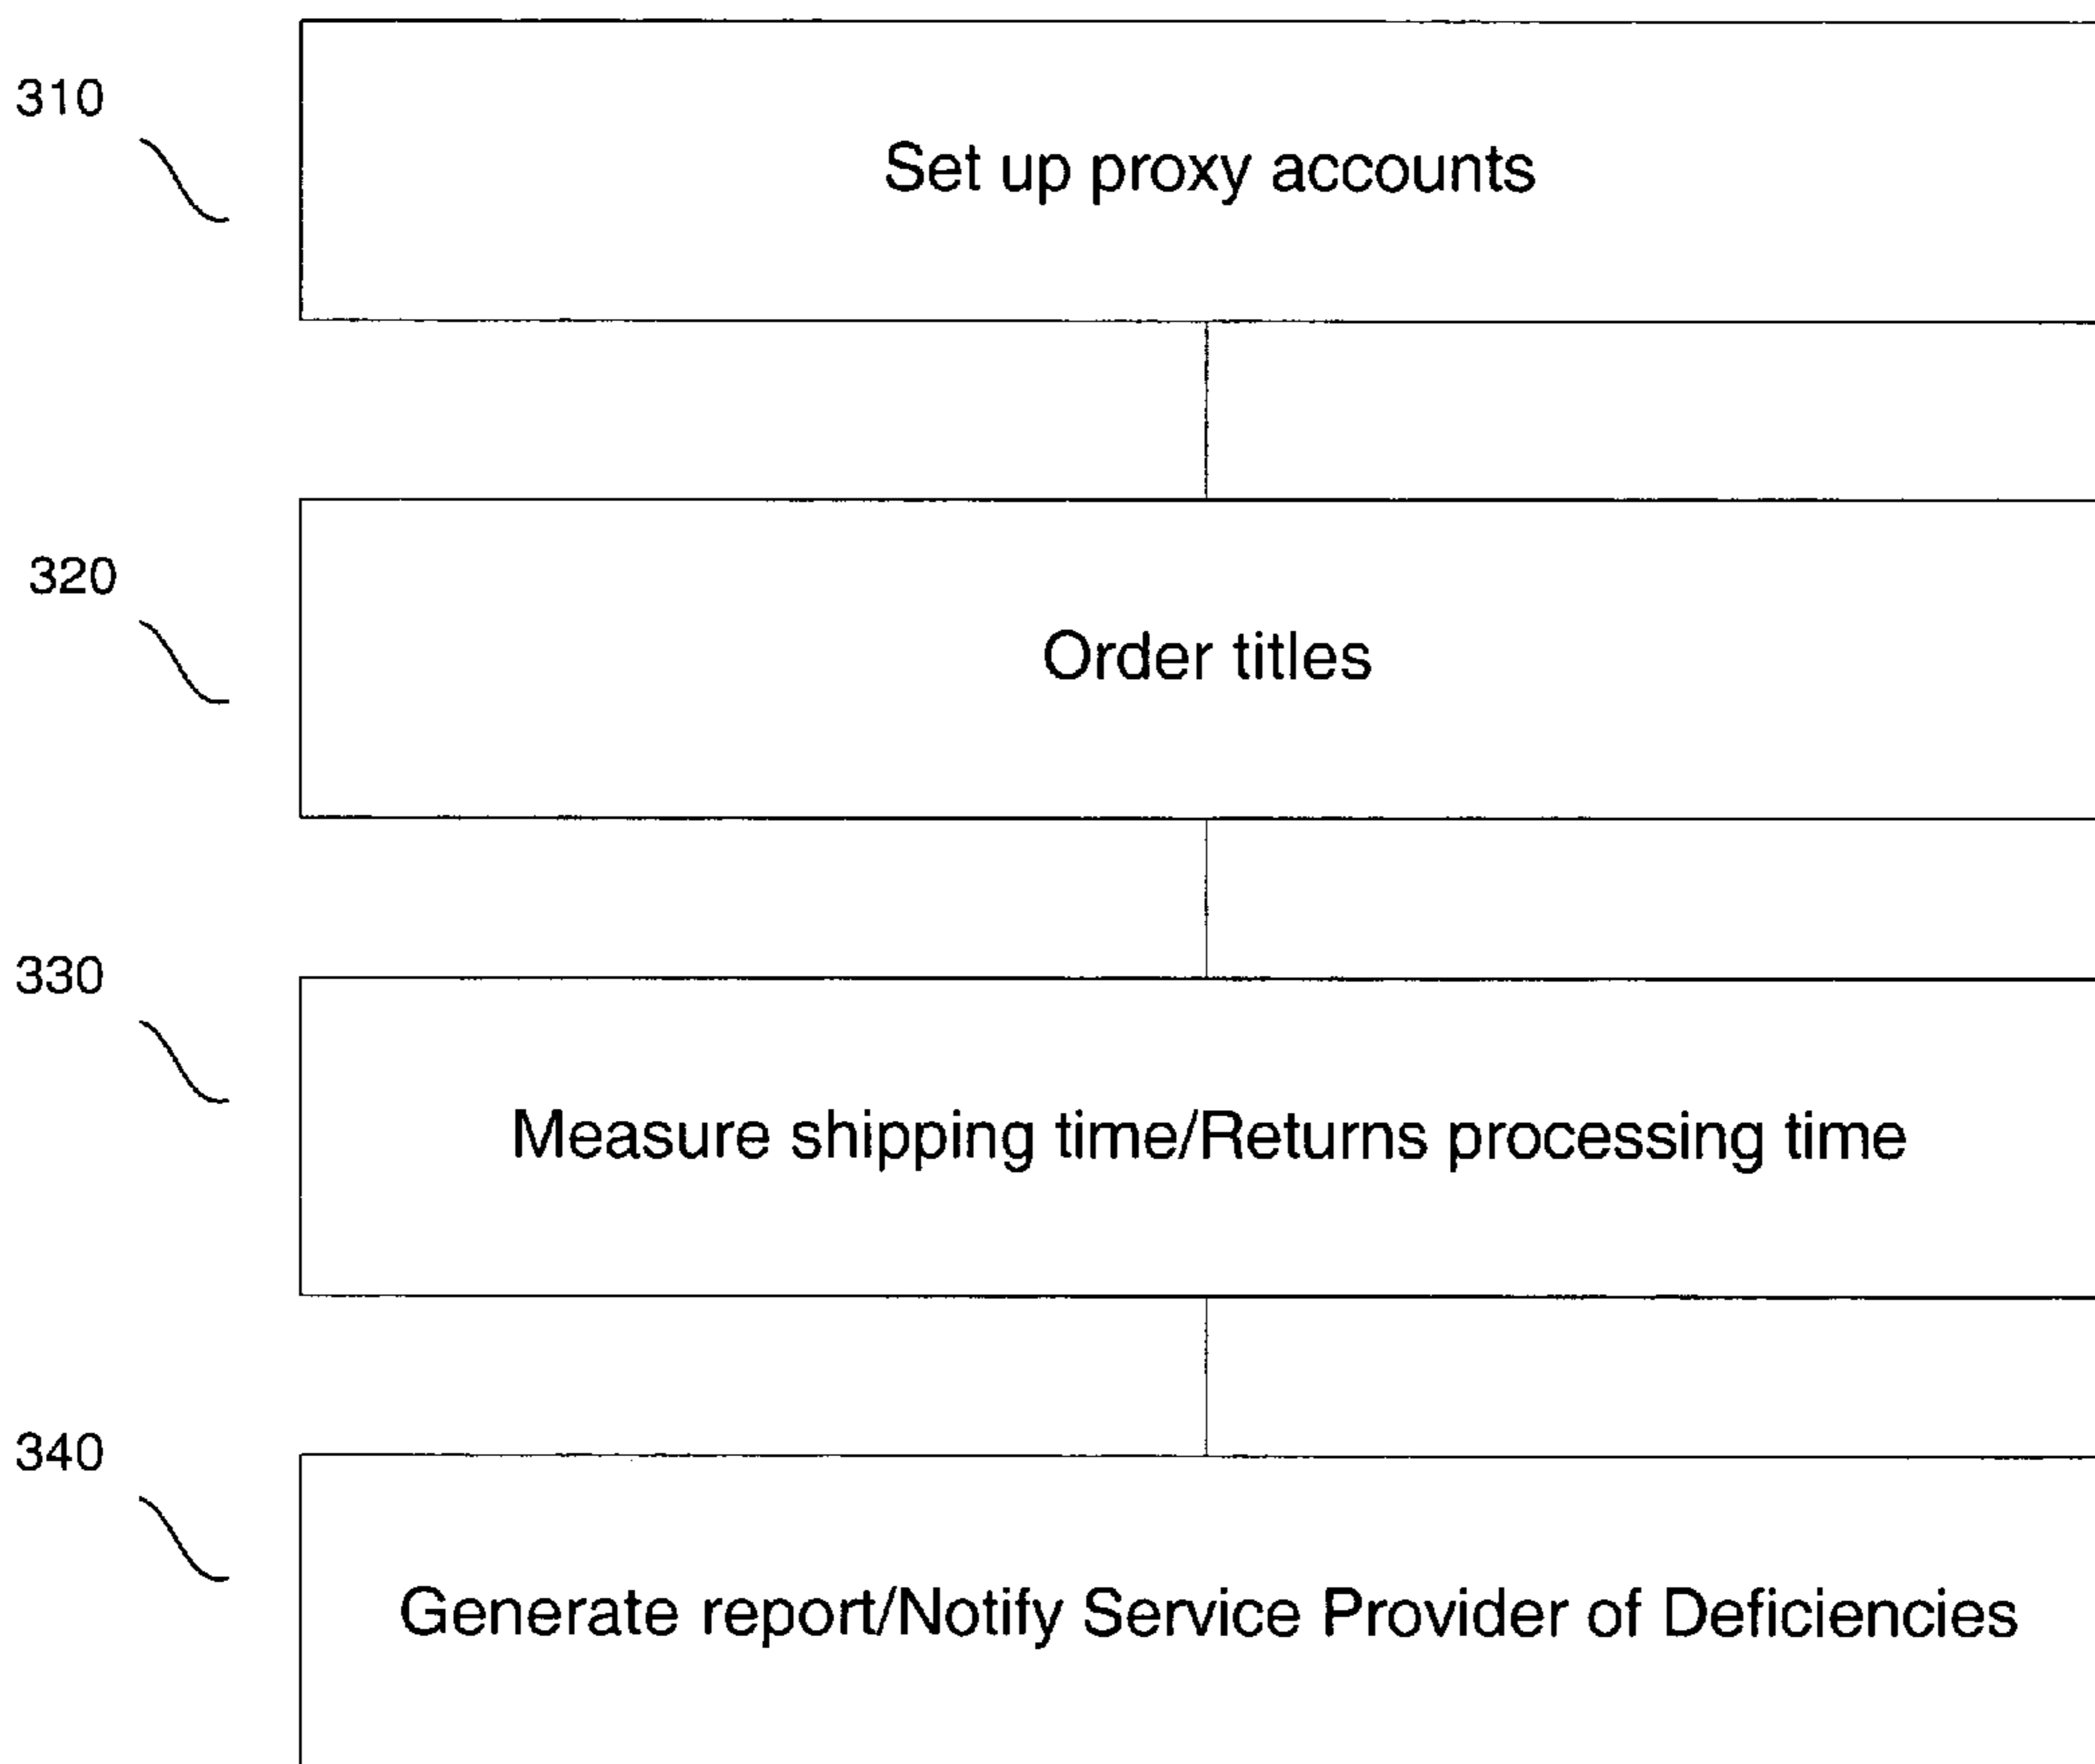 310
Set up proxy accounts
320
Order titles
330
Measure shipping time/Returns processing time
340
Generate report/Notify Service Provider of Deficiencies